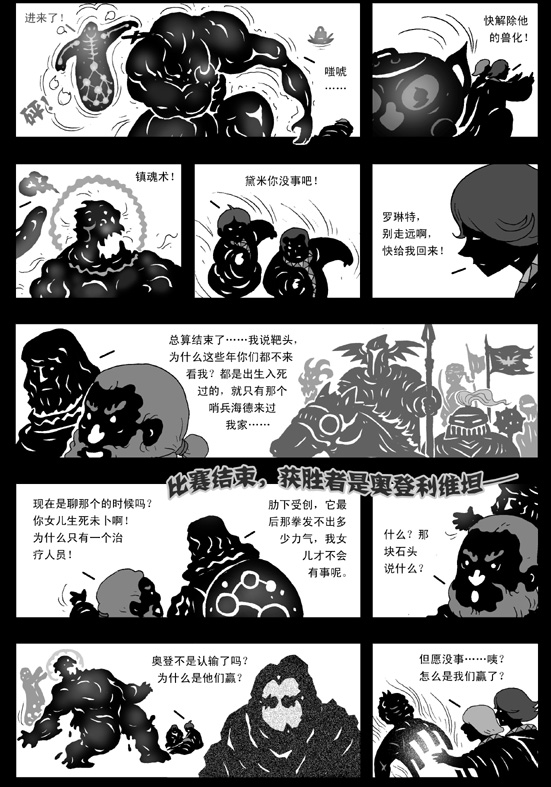 进来了！
砰！
嗤唬
……
快解除他
的兽化！
镇魂术！
黛米你没事吧！
罗琳特，
别走远啊，
快给我回来！
总算结束了……我说靶头，
为什么这些年你们都不来
看我？都是出生入死
过的，就只有那个
哨兵海德来过
我家……
比赛结束，获胜者是奥登利维坦——
现在是聊那个的时候吗？
你女儿生死未卜啊！
为什么只有一个治
疗人员！
肋下受创，它最
后那拳发不出多
少力气，我女
儿才不会
有事呢。
什么？那
块石头
说什么？
奥登不是认输了吗？
为什么是他们赢？
但愿没事……咦？
怎么是我们赢了？